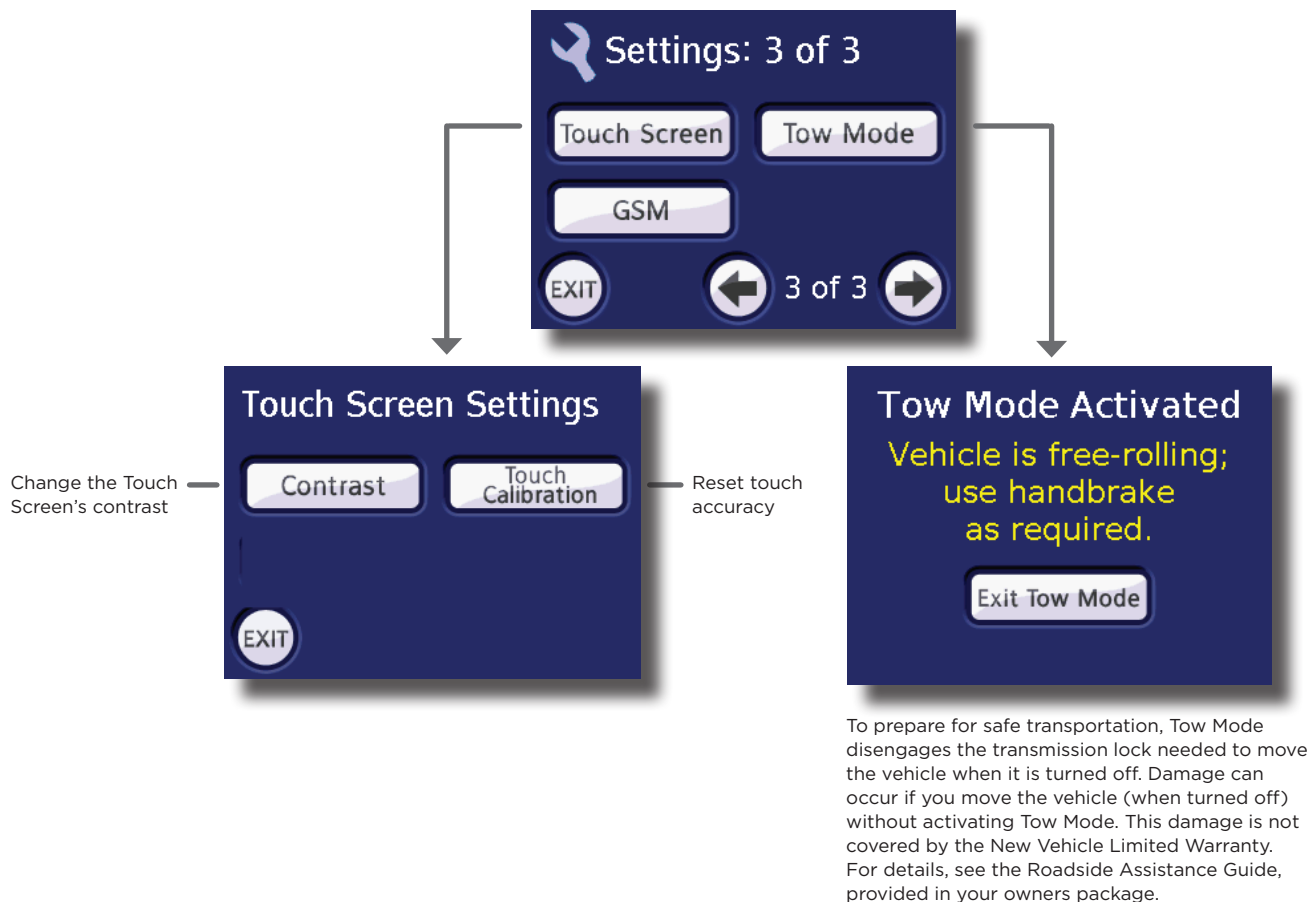 Settings: 3 of 3
Touch Screen
Tow Mode
GSM
EXIT
3 of 3
Touch Screen Settings
Contrast
Touch
Calibration
EXIT
Change the Touch
Screen’s contrast
Reset touch
accuracy
Tow Mode Activated
Vehicle is free-rolling;
use handbrake
as required.
Exit Tow Mode
To prepare for safe transportation, Tow Mode
disengages the transmission lock needed to move
the vehicle when it is turned off. Damage can
occur if you move the vehicle (when turned off)
without activating Tow Mode. This damage is not
covered by the New Vehicle Limited Warranty.
For details, see the Roadside Assistance Guide,
provided in your owners package.